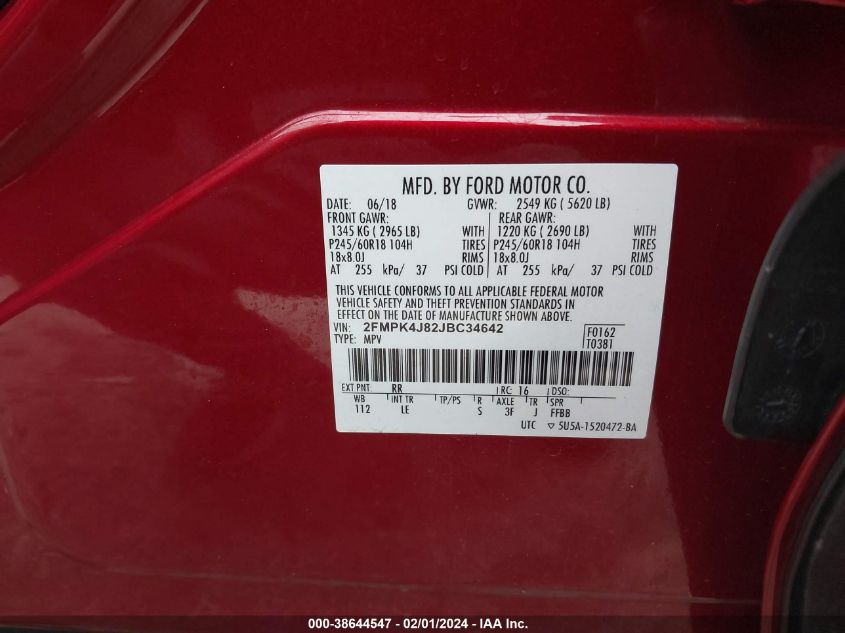 MFD. BY FORD MOTOR CO.
DATE: 06/18 GVWR: 2549 KG ( 5620 LB)
FRONT GAWR: REAR GAWR:
1345 KG ( 2965 LB) WITH 1220 KG ( 2690 LB) WITH
P245/60R18 104H TIRES P245/60R18 104H TIRES
18x8.0J RIMS 18x8.0J RIMS
AT 255 kPa/ 37 PSI COLD AT 255 kPa/ 37 PSI COLD
THIS VEHICLE CONFORMS TO ALL APPLICABLE FEDERAL MOTOR
VEHICLE SAFETY AND THEFT PREVENTION STANDARDS IN
EFFECT ON THE DATE OF MANUFACTURE SHOWN ABOVE.
VIN: 2FMPK4J82JBC34642 F0162
TYPE: MPV T0381
EXT PNT: RR RC: 16 DSO:
WB INT TR TP/PS R AXLE TR SPR
112 LE S 3F J FFBB
UTC ▽ 5U5A-1520472-BA
000-38644547 - 02/01/2024 - IAA Inc.